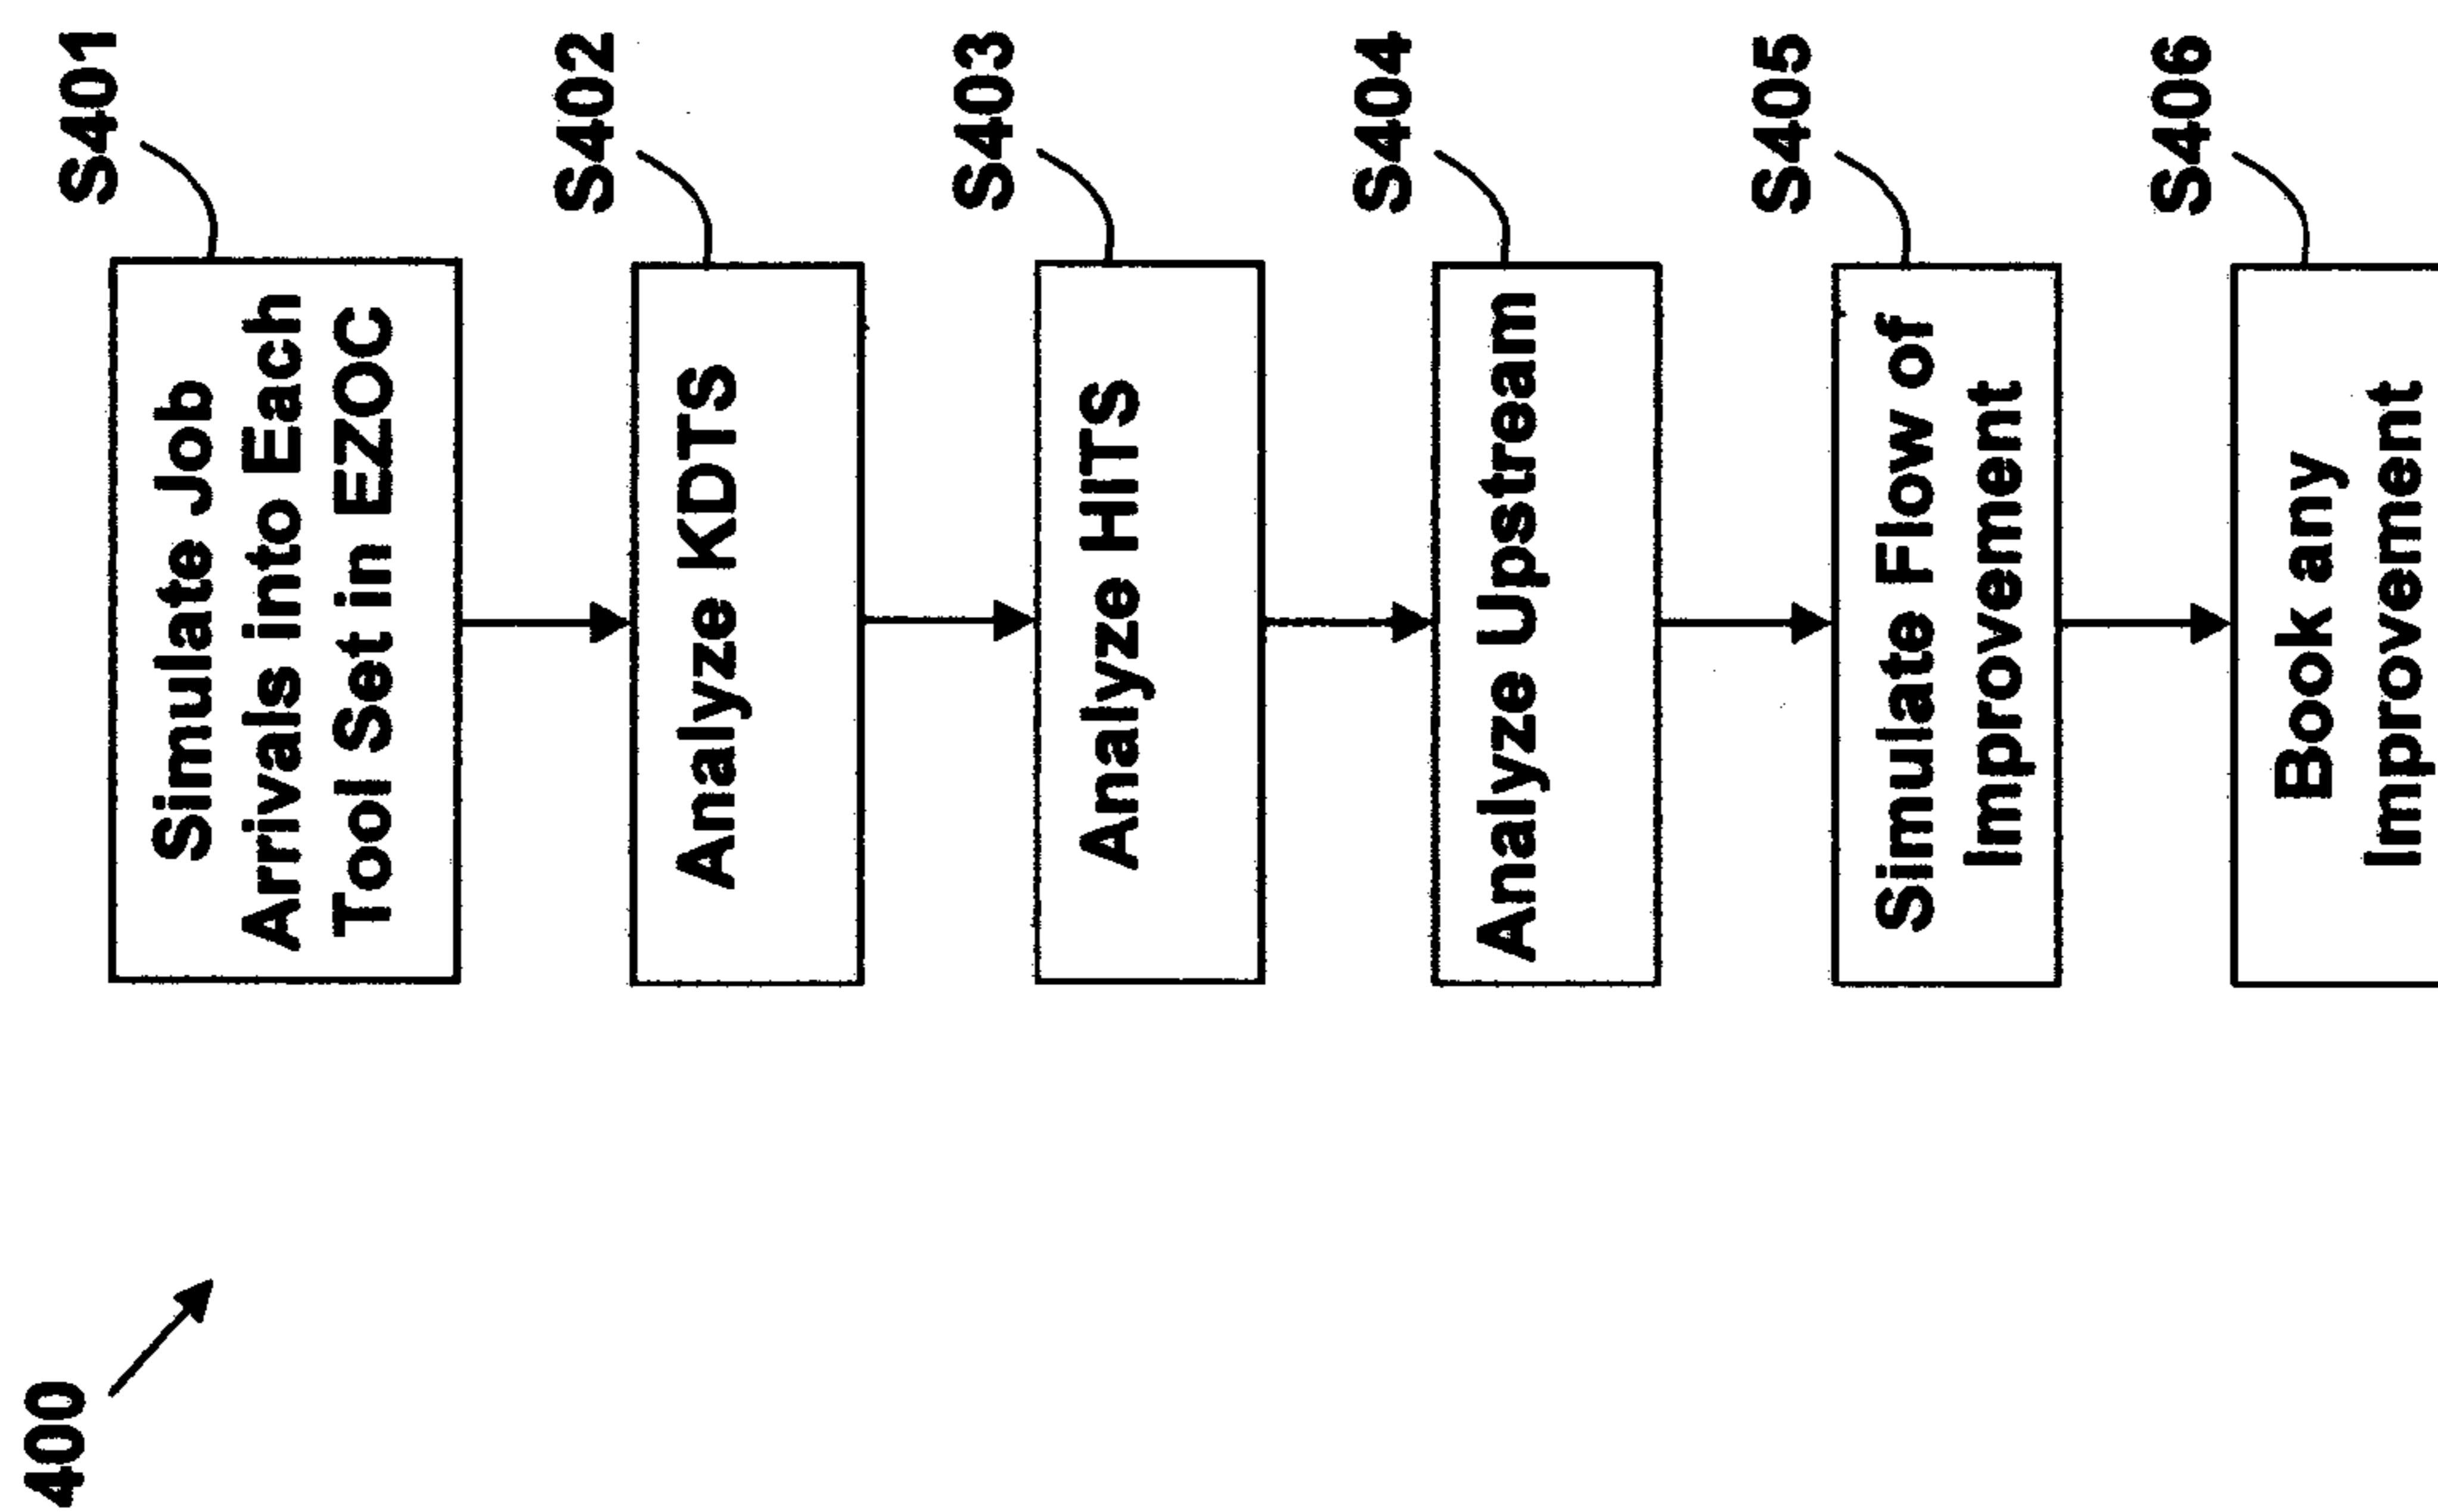 400
S401
Simulate Job
Arrivals into Each
Tool Set in EZOC
S402
Analyze KDTS
S403
Analyze HITS
S404
Analyze Upstream
S405
Simulate Flow of
Improvement
S406
Book any
Improvement